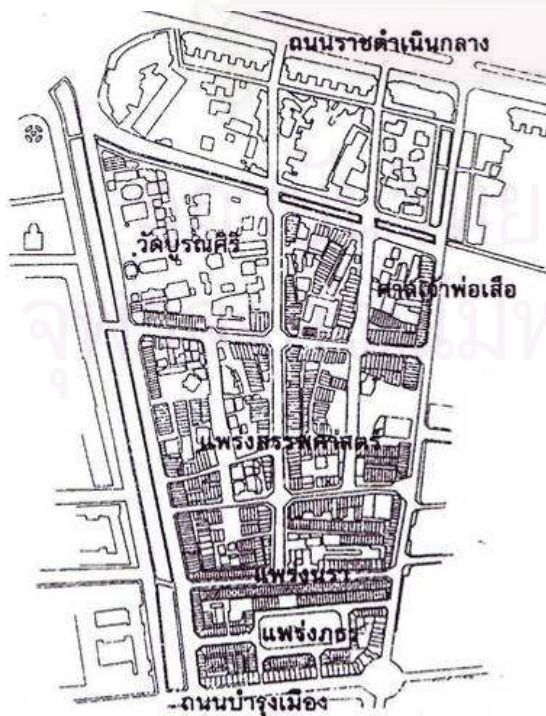 ถนนราชดำเนินกลาง
วัดบูรณศิริ
ศาลเจ้าพ่อเสือ
แพร่งสรรพศาสตร์
แพร่งนรา
แพร่งภูธร
ถนนบำรุงเมือง